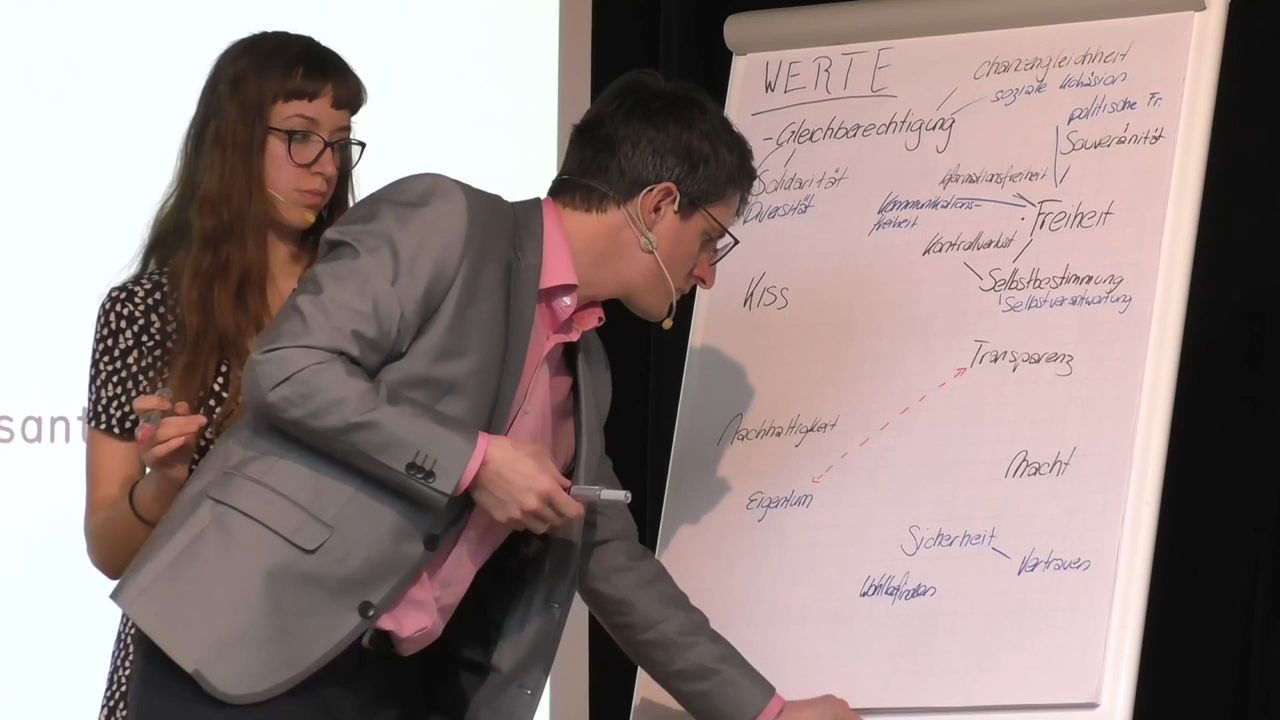 WERTE
Chancengleichheit
soziale Kohäsion
politische Fr.
- Gleichberechtigung
Souveränität
Solidarität
Diversität
Informationsfreiheit
Kommunikations-
freiheit
Freiheit
Kontrollverlust
Selbstbestimmung
Selbstverantwortung
Kiss
Transparenz
Nachhaltigkeit
sant
Macht
Eigentum
Sicherheit
Vertrauen
Wohlbefinden